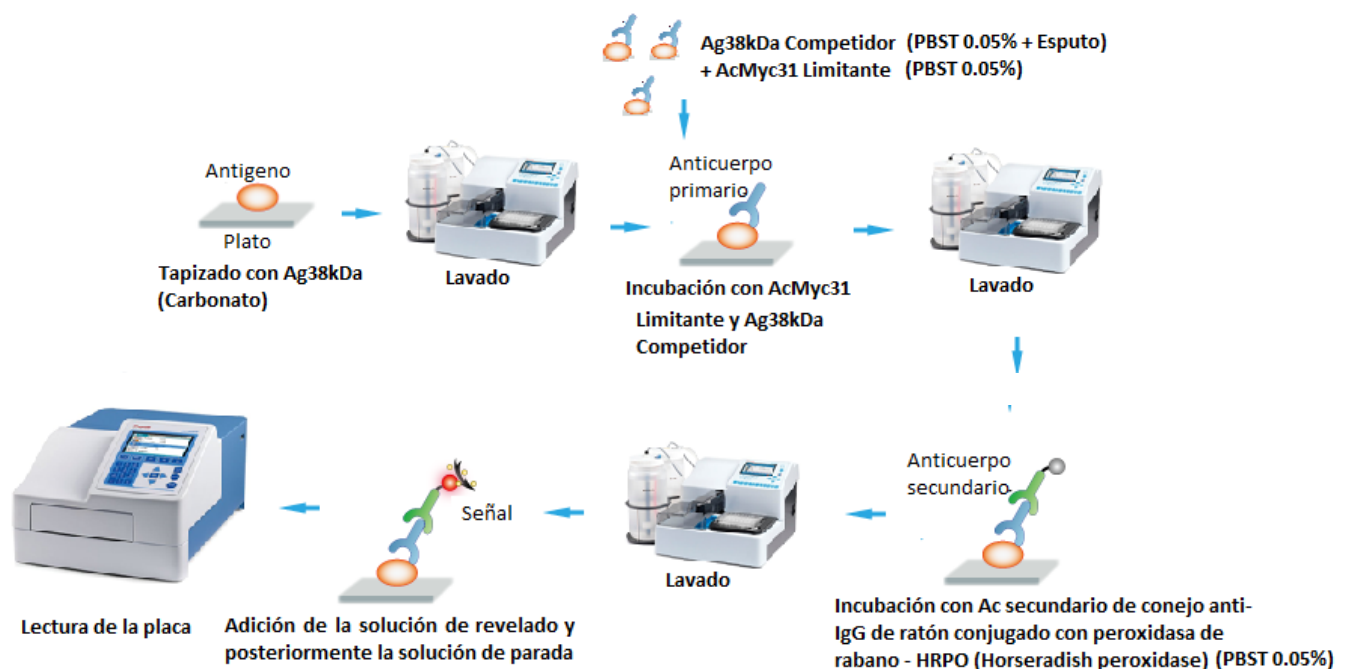 Ag38kDa Competidor (PBST 0.05% + Esputo)
+ AcMyc31 Limitante (PBST 0.05%)
Antigeno
Plato
Tapizado con Ag38kDa
(Carbonato)
Lavado
Anticuerpo
primario
Incubación con AcMyc31
Limitante y Ag38kDa
Competidor
Lavado
Anticuerpo
secundario
Incubación con Ac secundario de conejo anti-
IgG de ratón conjugado con peroxidasa de
rabano - HRPO (Horseradish peroxidase) (PBST 0.05%)
Lavado
Señal
Adición de la solución de revelado y
posteriormente la solución de parada
Lectura de la placa